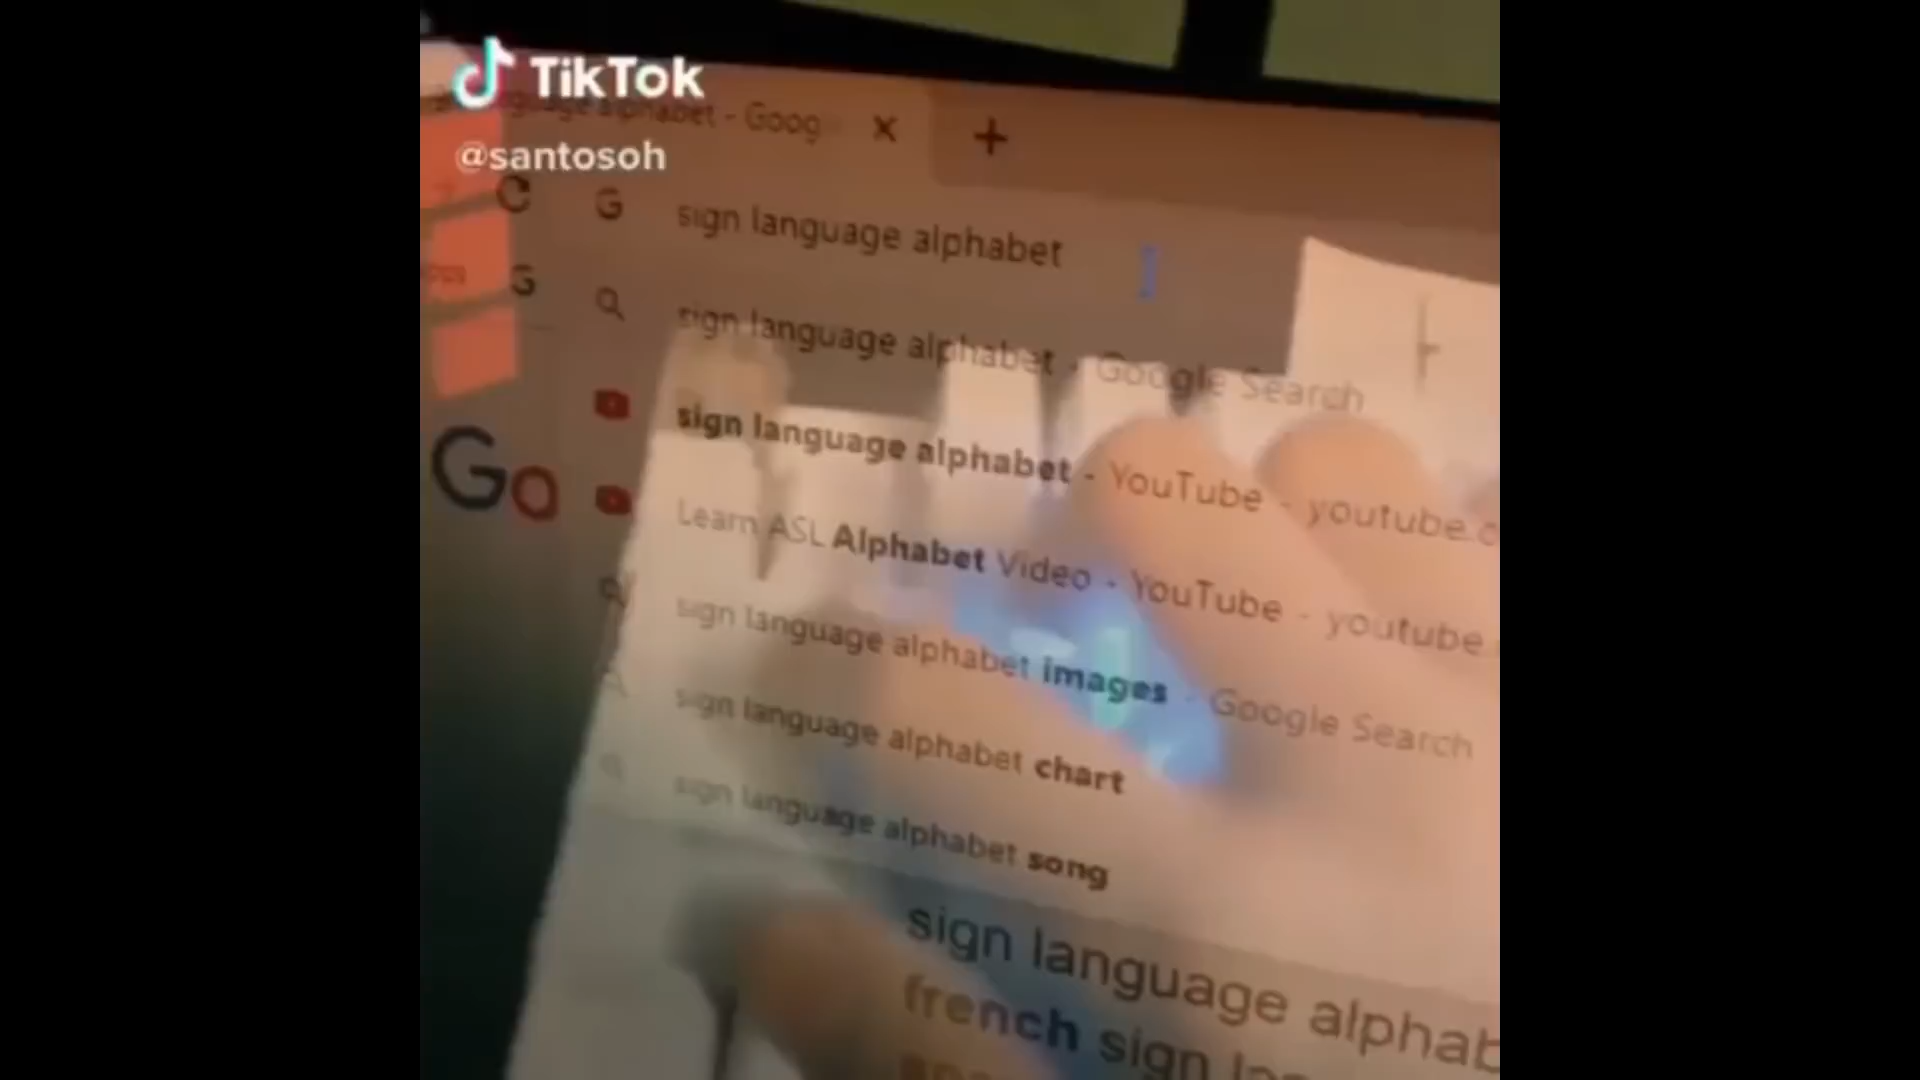 TikTok
@santosoh
language alphabet - Goog
sign language alphabet
G
sign language alphabet - Google Search
sign language alphabet - YouTube - youtube.c
Go
Learn ASL Alphabet Video - YouTube - youtube.
sign language alphabet images - Google Search
sign language alphabet chart
sign language alphabet song
sign language alphab
french sign